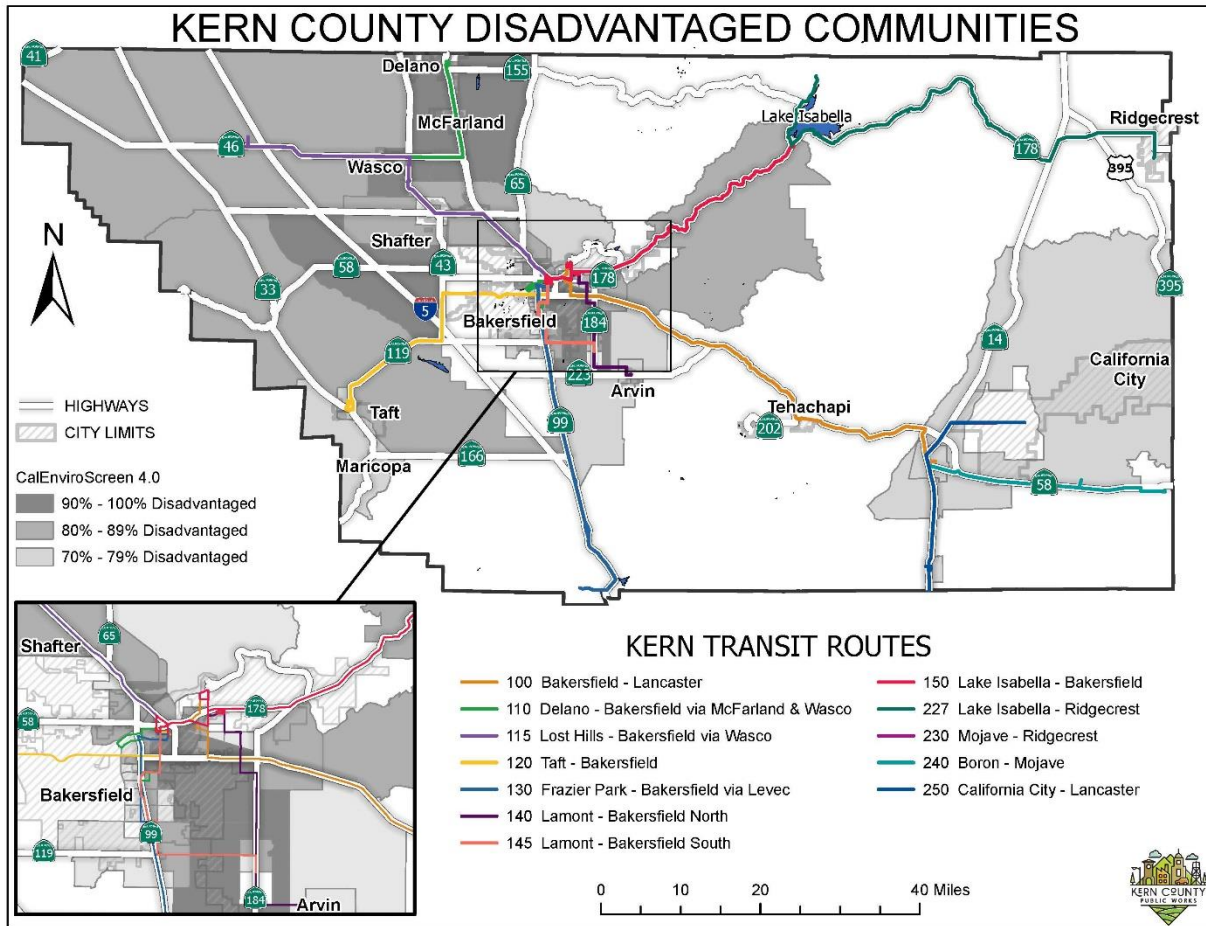 KERN COUNTY DISADVANTAGED COMMUNITIES
41
Delano
155
McFarland
Lake Isabella
Ridgecrest
46
178
395
Wasco
65
N
Shafter
43
58
178
33
395
5
Bakersfield
184
14
119
California
City
223
Arvin
Taft
99
Tehachapi
202
Maricopa
166
58
HIGHWAYS
CITY LIMITS
CalEnviroScreen 4.0
90% - 100% Disadvantaged
80% - 89% Disadvantaged
70% - 79% Disadvantaged
Shafter
65
58
178
Bakersfield
99
119
184
Arvin
KERN TRANSIT ROUTES
100 Bakersfield - Lancaster
110 Delano - Bakersfield via McFarland & Wasco
115 Lost Hills - Bakersfield via Wasco
120 Taft - Bakersfield
130 Frazier Park - Bakersfield via Levec
140 Lamont - Bakersfield North
145 Lamont - Bakersfield South
150 Lake Isabella - Bakersfield
227 Lake Isabella - Ridgecrest
230 Mojave - Ridgecrest
240 Boron - Mojave
250 California City - Lancaster
0 10 20 40 Miles
KERN COUNTY
PUBLIC WORKS